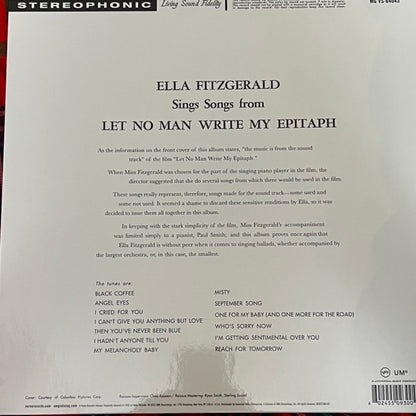 STEREOPHONIC Living Sound Fidelity MG VS-64043
ELLA FITZGERALD
Sings Songs from
LET NO MAN WRITE MY EPITAPH
As the information on the front cover of this album states, "the music is from the sound
track" of the film "Let No Man Write My Epitaph."
When Miss Fitzgerald was chosen for the part of the singing piano player in the film, the
director suggested that she do several songs from which three would be used in the film.
These songs really represent, therefore, songs made for the sound track—some used and
some not used. It seemed a shame to discard these sensitive renditions by Ella, so it was
decided to issue them all together in this album.
In keeping with the stark simplicity of the film, Miss Fitzgerald's accompaniment
was limited simply to a pianist, Paul Smith; and this album proves once again that
Ella Fitzgerald is without peer when it comes to singing ballads, whether accompanied by
the largest orchestra, or, in this case, the smallest.
The tunes are:
BLACK COFFEE
ANGEL EYES
I CRIED FOR YOU
I CAN'T GIVE YOU ANYTHING BUT LOVE
THEN YOU'VE NEVER BEEN BLUE
I HADN'T ANYONE TILL YOU
MY MELANCHOLY BABY
MISTY
SEPTEMBER SONG
ONE FOR MY BABY (AND ONE MORE FOR THE ROAD)
WHO'S SORRY NOW
I'M GETTING SENTIMENTAL OVER YOU
REACH FOR TOMORROW
Cover: Courtesy of Columbia Pictures Corp.
verve UMe